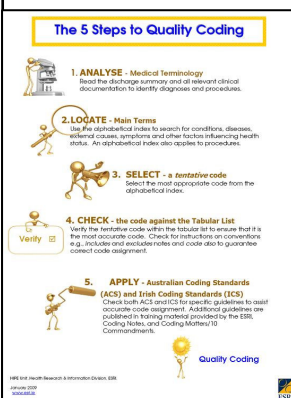 The 5 Steps to Quality Coding
1. ANALYSE - Medical Terminology
Read the discharge summary and all relevant clinical
documentation to identify diagnoses and procedures.
2. LOCATE - Main Terms
Use the alphabetical index to search for conditions, diseases,
external causes, symptoms and other factors influencing health
status. An alphabetical index also applies to procedures.
3. SELECT - a tentative code
Select the most appropriate code from the
alphabetical index.
4. CHECK - the code against the Tabular List
Verify the tentative code within the tabular list to ensure that it is
the most accurate code. Check for instructions on conventions
e.g. includes and excludes notes and code also to guarantee
correct code assignment.
Verify ☑
5. APPLY - Australian Coding Standards
(ACS) and Irish Coding Standards (ICS)
Check both ACS and ICS for specific guidelines to assist
accurate code assignment. Additional guidelines are
published in training material provided by the ESRI,
Coding Notes, and Coding Matters/10
Commandments.
Quality Coding
HIPE Unit, Health Research & Information Division, ESRI.
January 2009
www.esri.ie
ESRI